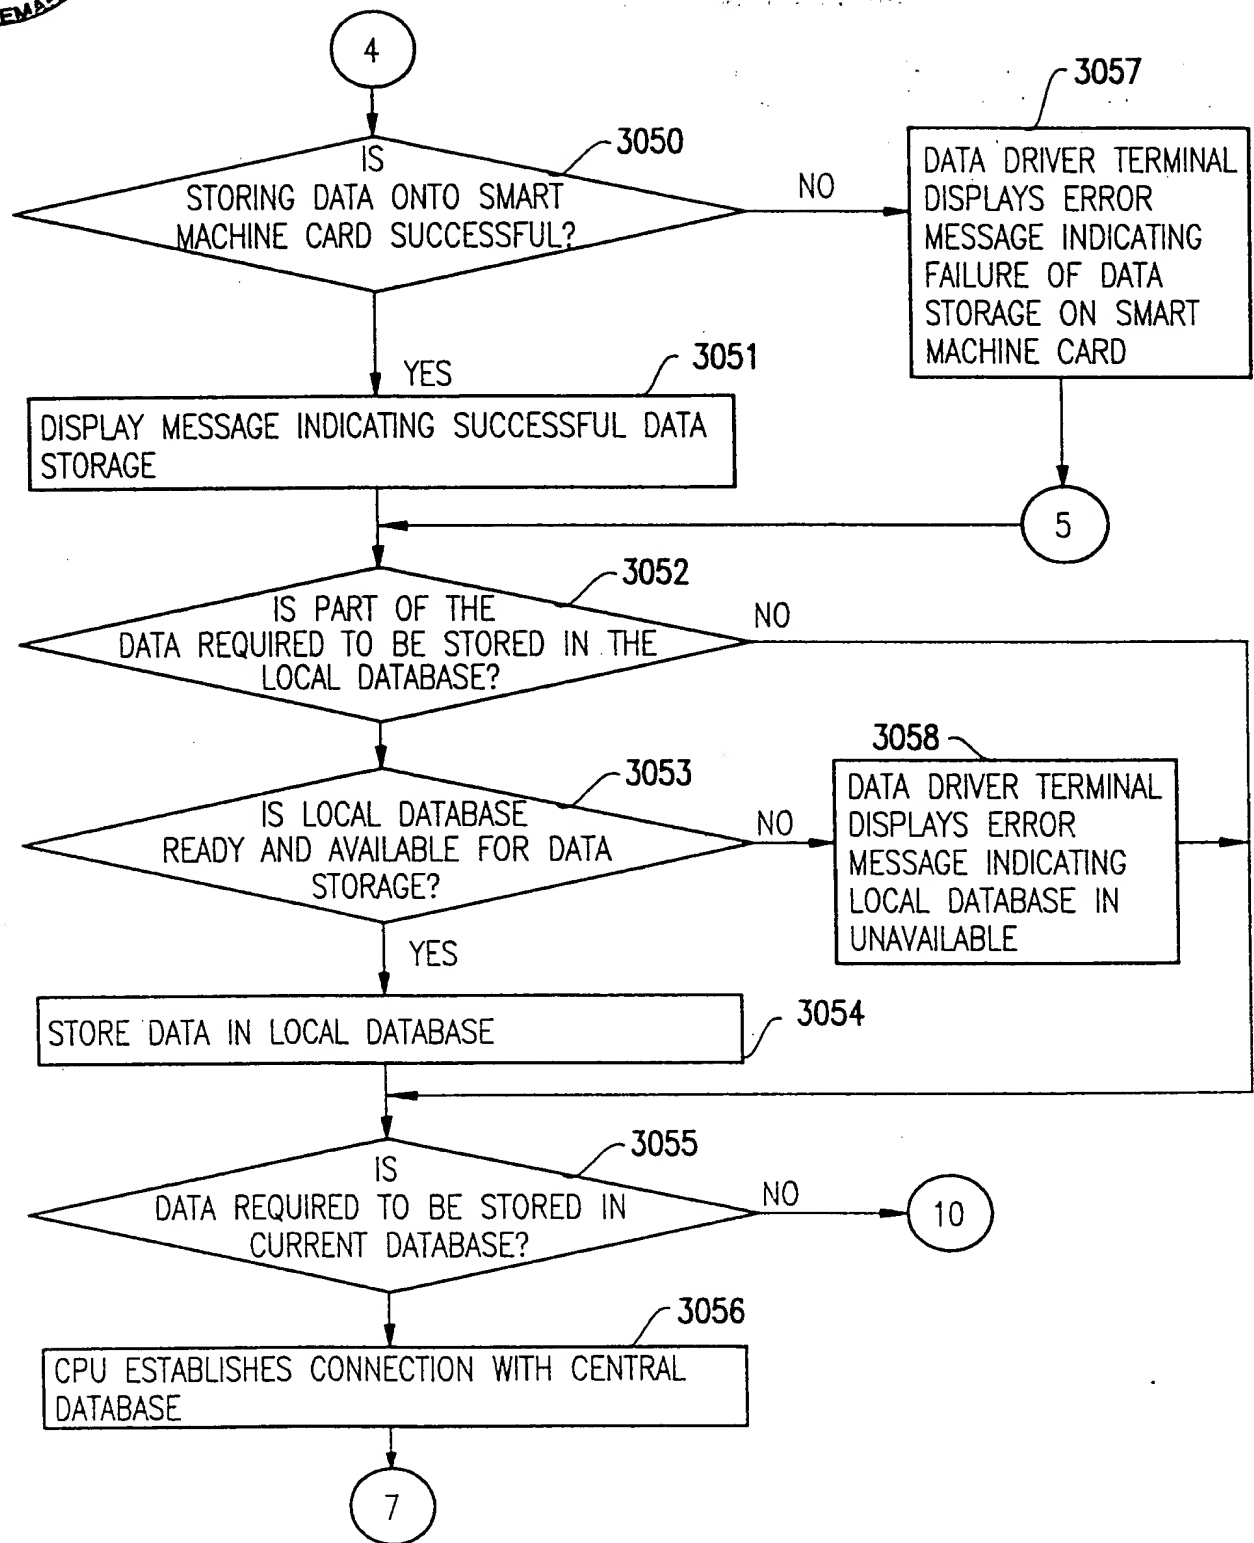 4
3050
IS
STORING DATA ONTO SMART
MACHINE CARD SUCCESSFUL?
NO
3057
DATA DRIVER TERMINAL
DISPLAYS ERROR
MESSAGE INDICATING
FAILURE OF DATA
STORAGE ON SMART
MACHINE CARD
YES
3051
DISPLAY MESSAGE INDICATING SUCCESSFUL DATA
STORAGE
5
3052
IS PART OF THE
DATA REQUIRED TO BE STORED IN THE
LOCAL DATABASE?
NO
3053
IS LOCAL DATABASE
READY AND AVAILABLE FOR DATA
STORAGE?
NO
3058
DATA DRIVER TERMINAL
DISPLAYS ERROR
MESSAGE INDICATING
LOCAL DATABASE IN
UNAVAILABLE
YES
STORE DATA IN LOCAL DATABASE
3054
3055
IS
DATA REQUIRED TO BE STORED IN
CURRENT DATABASE?
NO
10
3056
CPU ESTABLISHES CONNECTION WITH CENTRAL
DATABASE
7